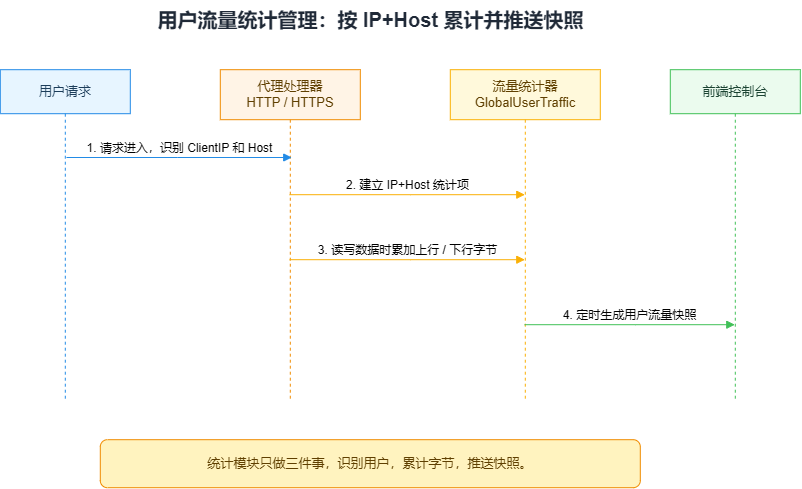 用户流量统计管理：按 IP+Host 累计并推送快照
用户请求
代理处理器
HTTP / HTTPS
流量统计器
GlobalUserTraffic
前端控制台
1. 请求进入，识别 ClientIP 和 Host
2. 建立 IP+Host 统计项
3. 读写数据时累加上行 / 下行字节
4. 定时生成用户流量快照
统计模块只做三件事，识别用户，累计字节，推送快照。